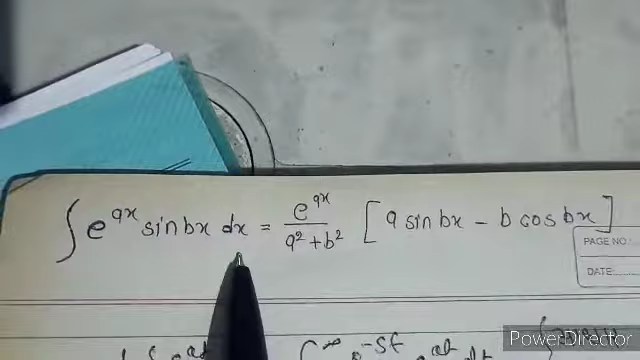 ∫ e^{ax} sin bx dx = e^{ax}/(a² + b²) [a sin bx - b cos bx]
PAGE NO.:
DATE:
PowerDirector